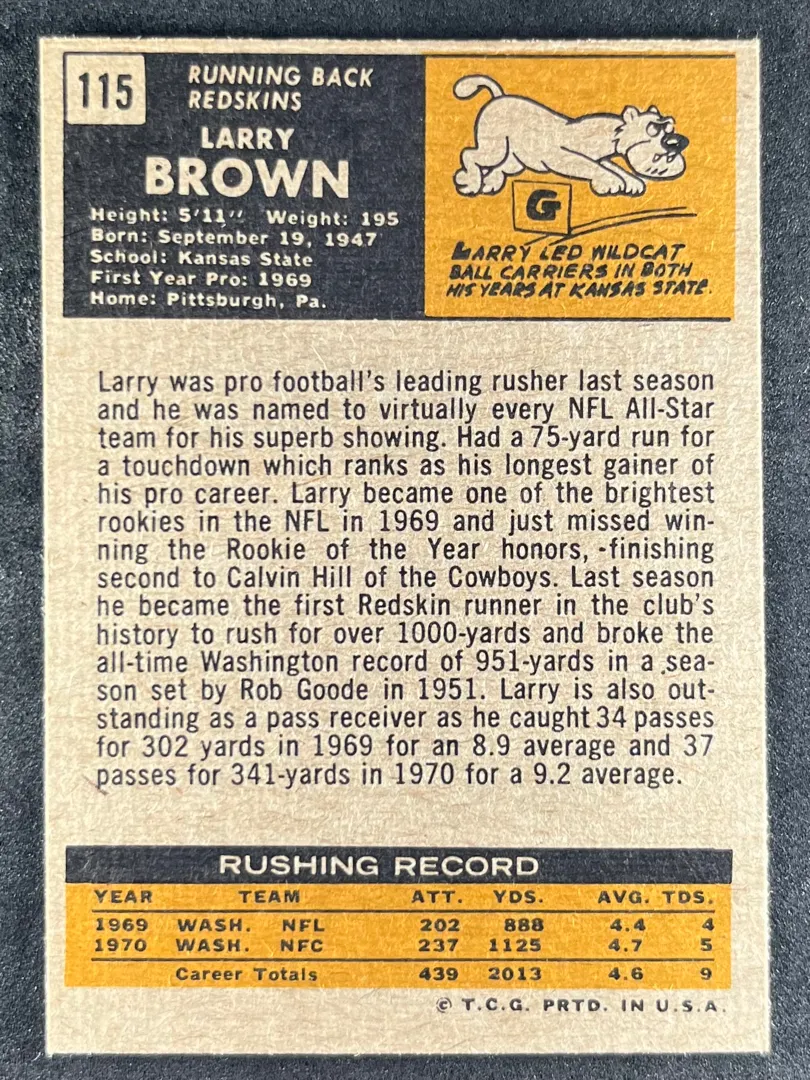 115
RUNNING BACK
REDSKINS
LARRY
BROWN
Height: 5'11" Weight: 195
Born: September 19, 1947
School: Kansas State
First Year Pro: 1969
Home: Pittsburgh, Pa.
G
LARRY LED WILDCAT
BALL CARRIERS IN BOTH
HIS YEARS AT KANSAS STATE.
Larry was pro football's leading rusher last season
and he was named to virtually every NFL All-Star
team for his superb showing. Had a 75-yard run for
a touchdown which ranks as his longest gainer of
his pro career. Larry became one of the brightest
rookies in the NFL in 1969 and just missed win-
ning the Rookie of the Year honors, -finishing
second to Calvin Hill of the Cowboys. Last season
he became the first Redskin runner in the club's
history to rush for over 1000-yards and broke the
all-time Washington record of 951-yards in a sea-
son set by Rob Goode in 1951. Larry is also out-
standing as a pass receiver as he caught 34 passes
for 302 yards in 1969 for an 8.9 average and 37
passes for 341-yards in 1970 for a 9.2 average.
RUSHING RECORD
YEAR TEAM ATT. YDS. AVG. TDS.
1969 WASH. NFL 202 888 4.4 4
1970 WASH. NFC 237 1125 4.7 5
Career Totals 439 2013 4.6 9
© T.C.G. PRTD. IN U.S.A.